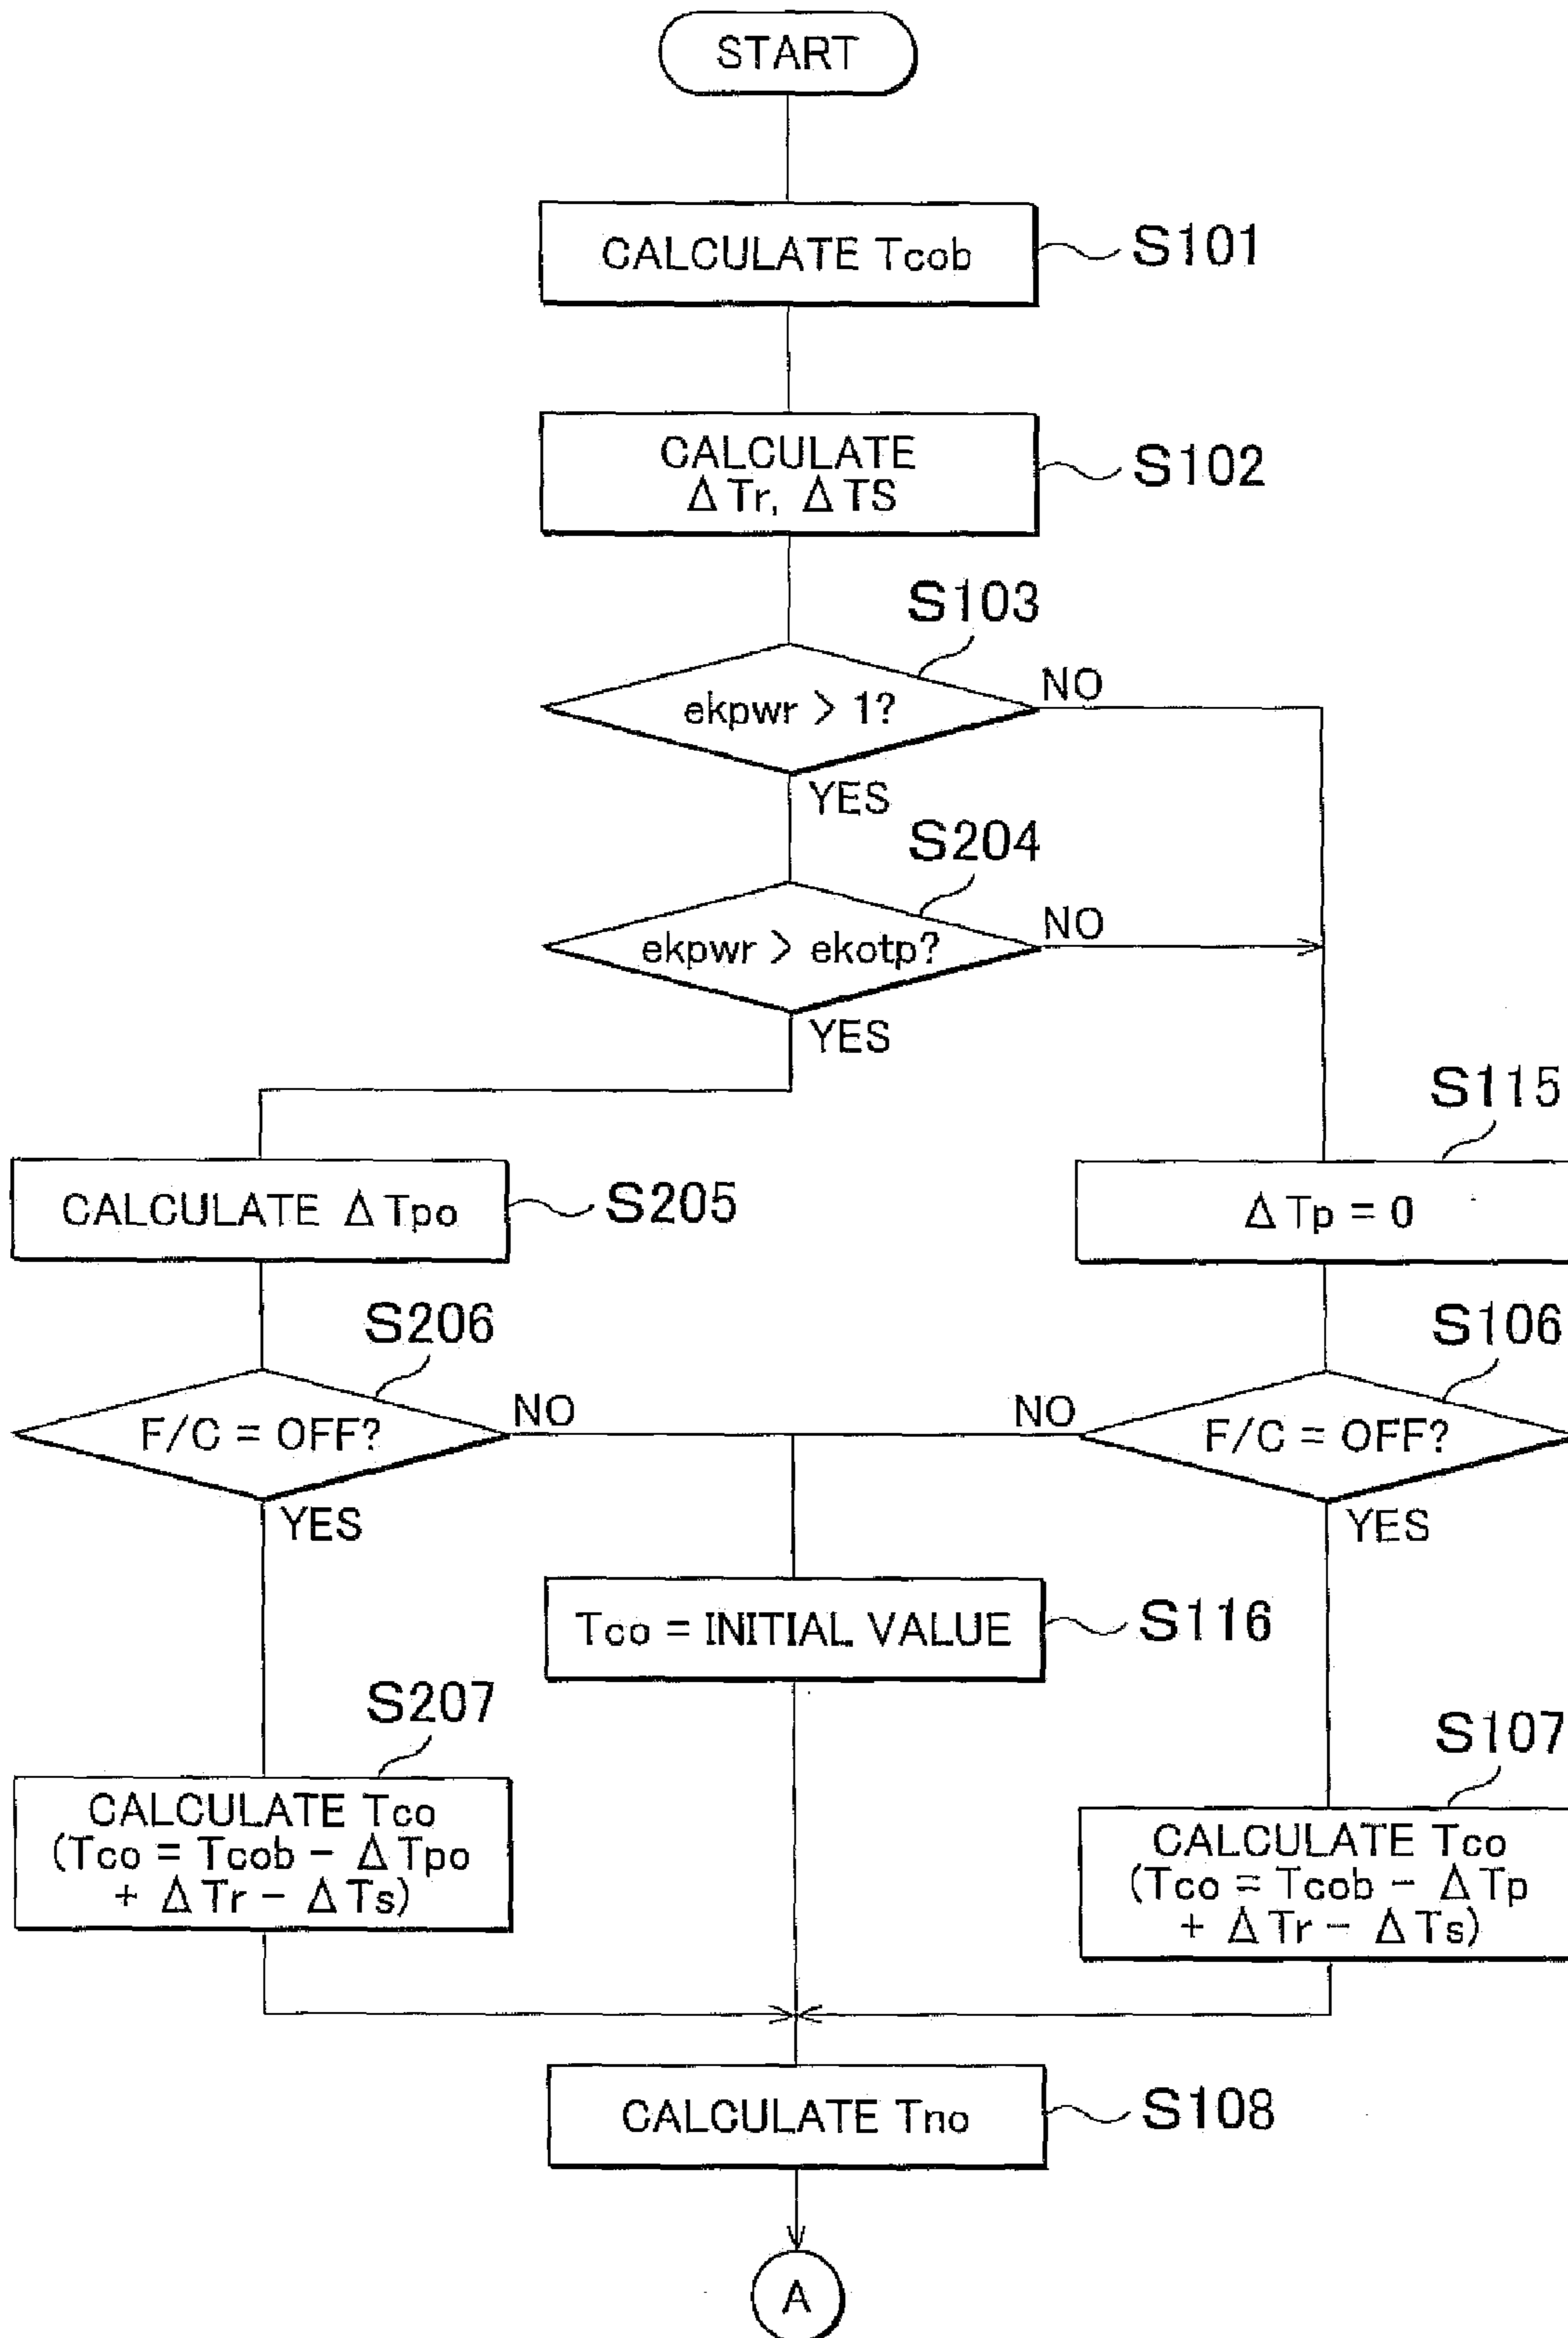 START
CALCULATE Tcob
S101
CALCULATE
ΔTr, ΔTS
S102
S103
ekpwr > 1?
NO
YES
S204
ekpwr > ekotp?
NO
YES
S115
CALCULATE ΔTpo
S205
ΔTp = 0
S206
S106
F/C = OFF?
NO
NO
F/C = OFF?
YES
YES
Tco = INITIAL VALUE
S116
S207
S107
CALCULATE Tco
(Tco = Tcob - ΔTpo
+ ΔTr - ΔTs)
CALCULATE Tco
(Tco = Tcob - ΔTp
+ ΔTr - ΔTs)
CALCULATE Tno
S108
A